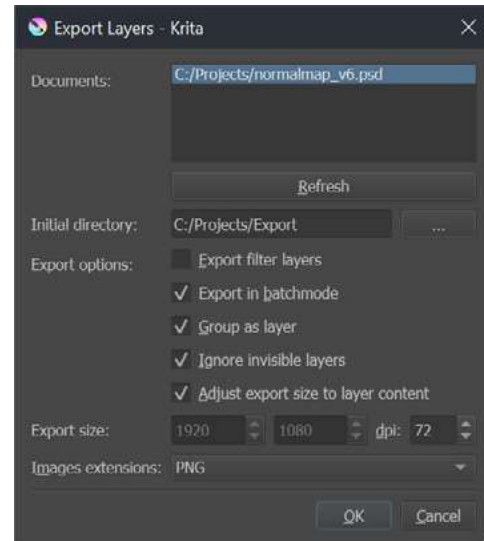 Export Layers - Krita
Documents:
C:/Projects/normalmap_v6.psd
Refresh
Initial directory: C:/Projects/Export ...
Export options: Export filter layers
Export in batchmode
Group as layer
Ignore invisible layers
Adjust export size to layer content
Export size: 1920 1080 dpi: 72
Images extensions: PNG
OK Cancel